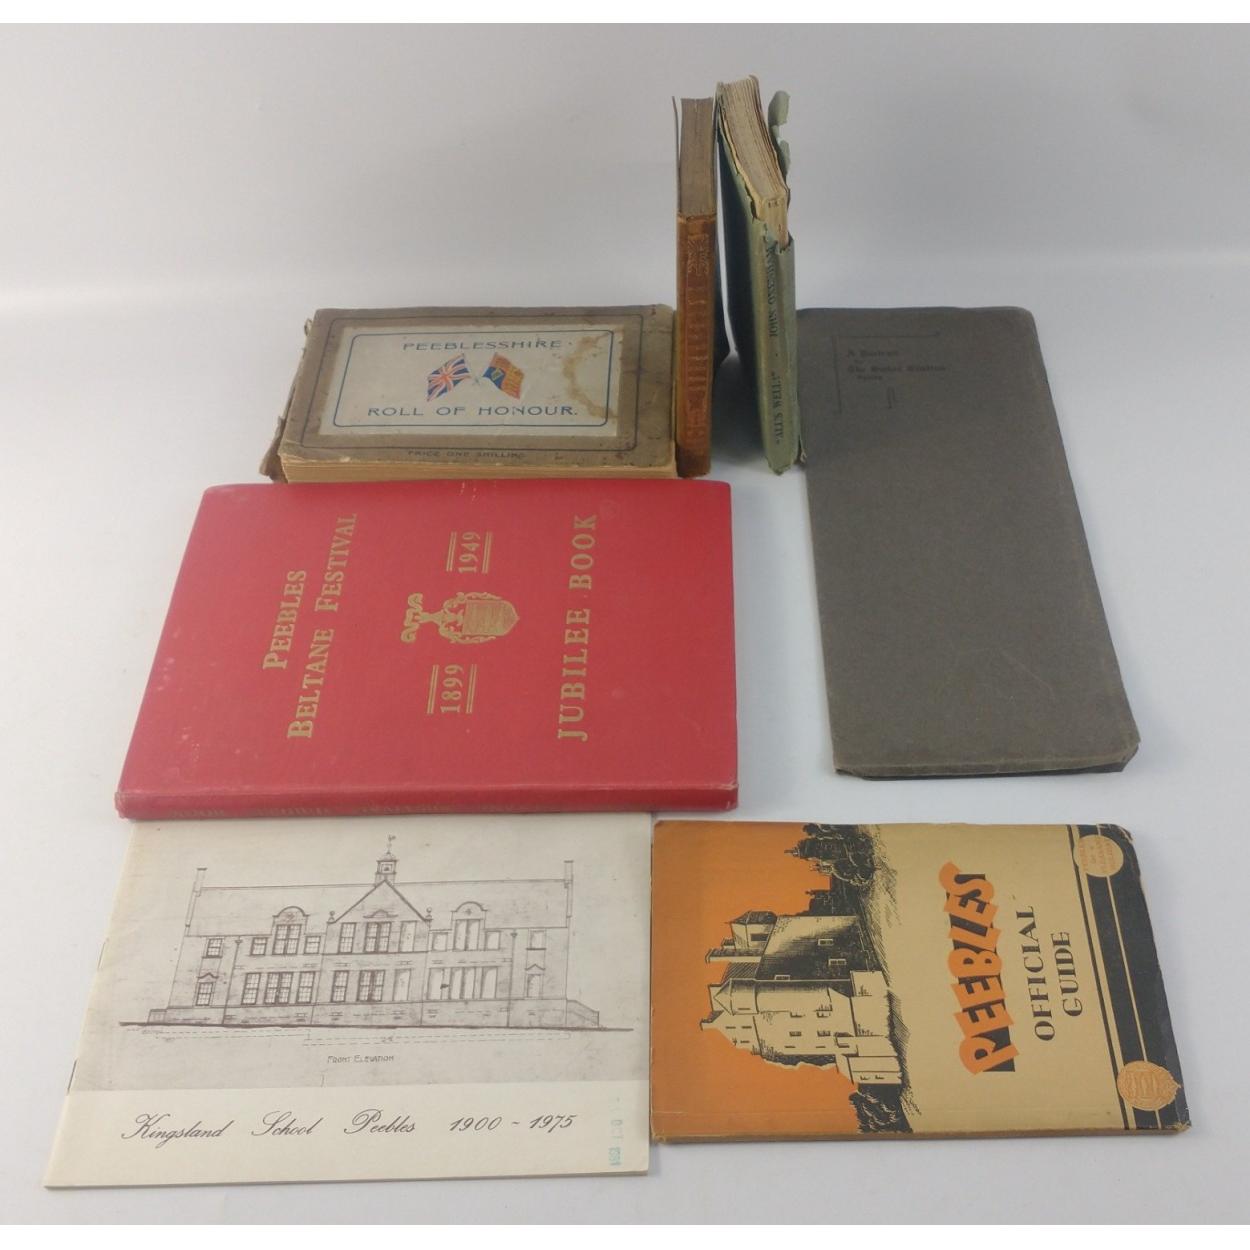 PEEBLESSHIRE
ROLL OF HONOUR.
PRICE ONE SHILLING
"ALL'S WELL!" · JOHN OXENHAM
A Portrait
PEEBLES
BELTANE FESTIVAL
1899 1949
JUBILEE BOOK
FRONT ELEVATION
Kingsland School Peebles 1900 ~ 1975
PEEBLES
OFFICIAL
GUIDE